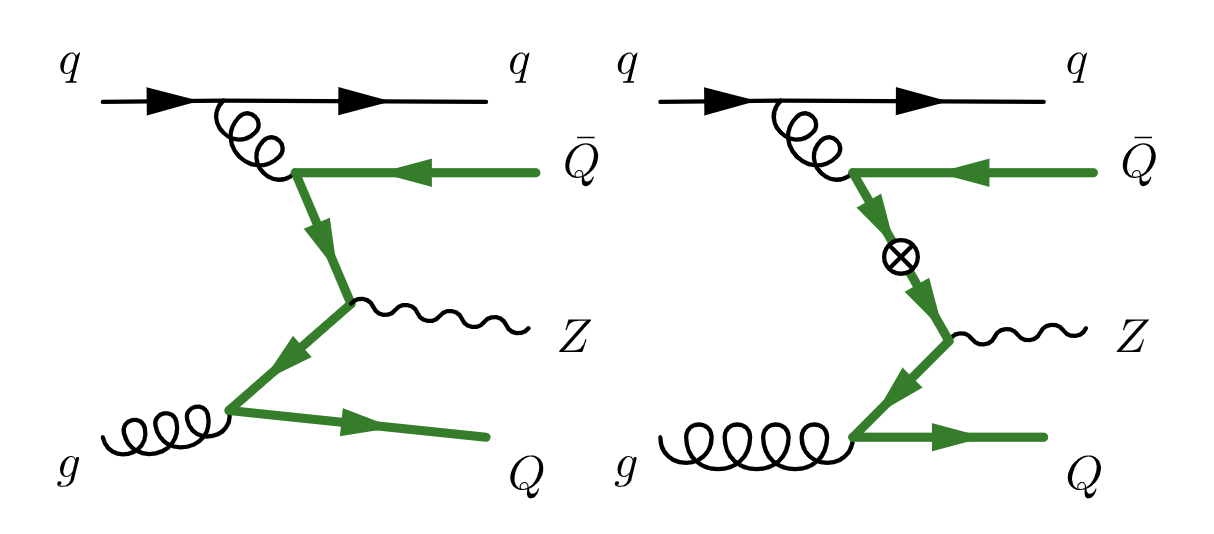 q q q q
Q̄ Q̄
Z Z
g Q g Q